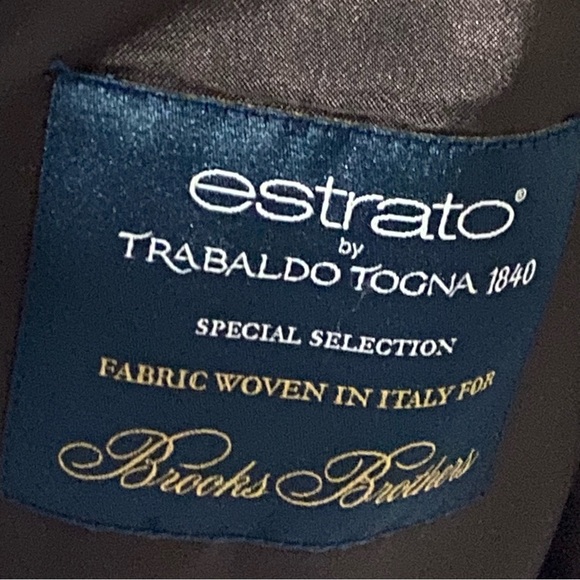 estrato®
by
TRABALDO TOGNA 1840
SPECIAL SELECTION
FABRIC WOVEN IN ITALY FOR
Brooks Brothers